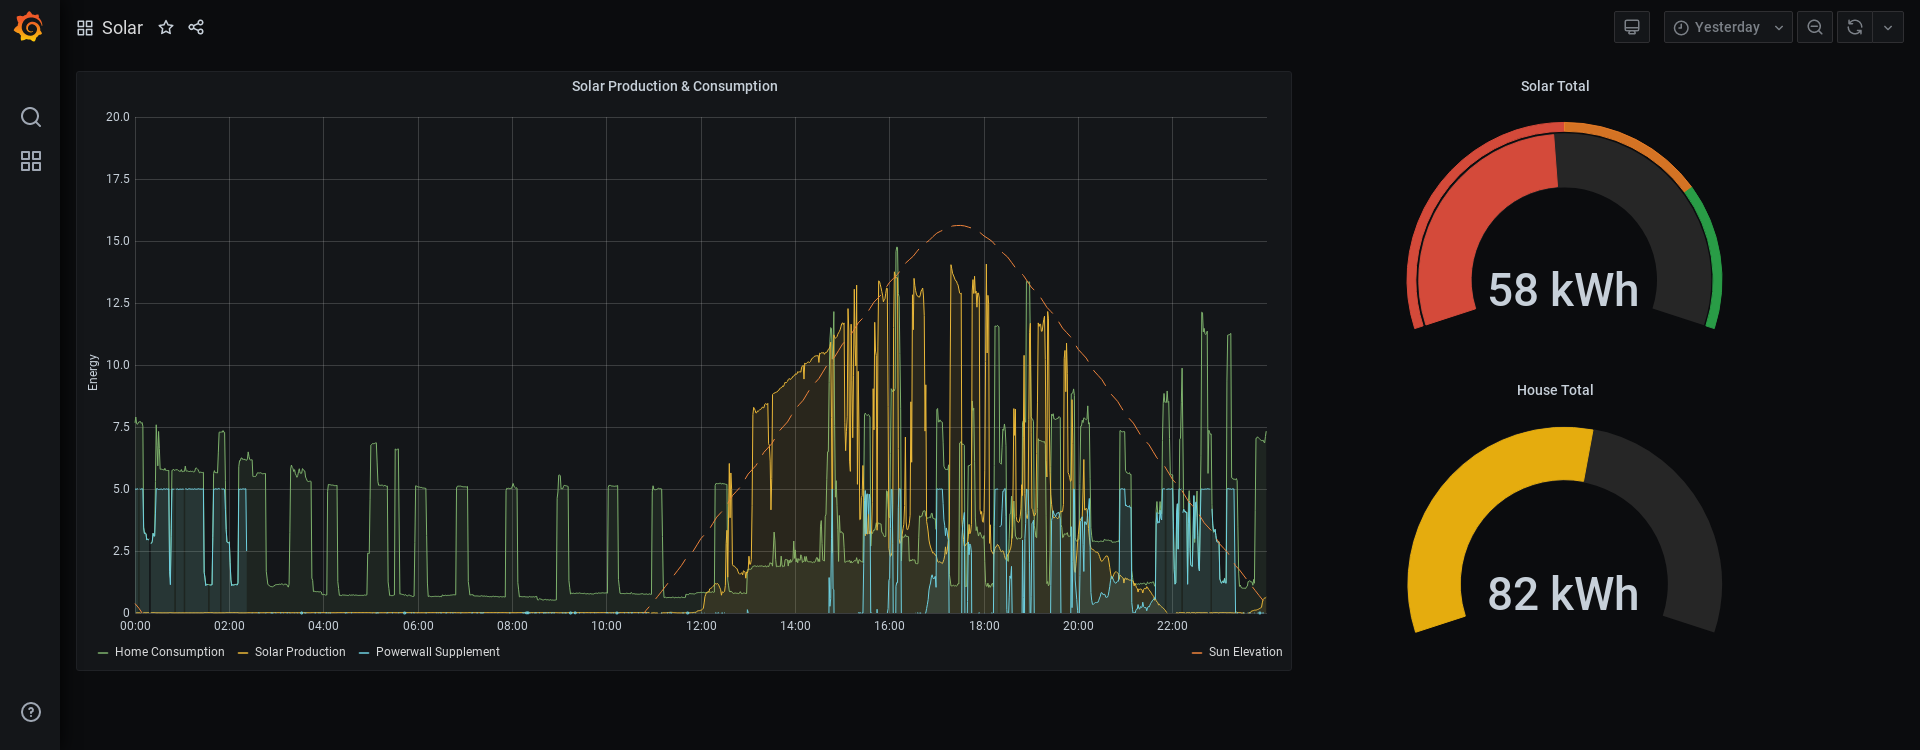 Solar
Yesterday
Solar Production & Consumption
20.0
17.5
15.0
12.5
10.0
7.5
5.0
2.5
0
Energy
00:00 02:00 04:00 06:00 08:00 10:00 12:00 14:00 16:00 18:00 20:00 22:00
Home Consumption Solar Production Powerwall Supplement Sun Elevation
Solar Total
58 kWh
House Total
82 kWh